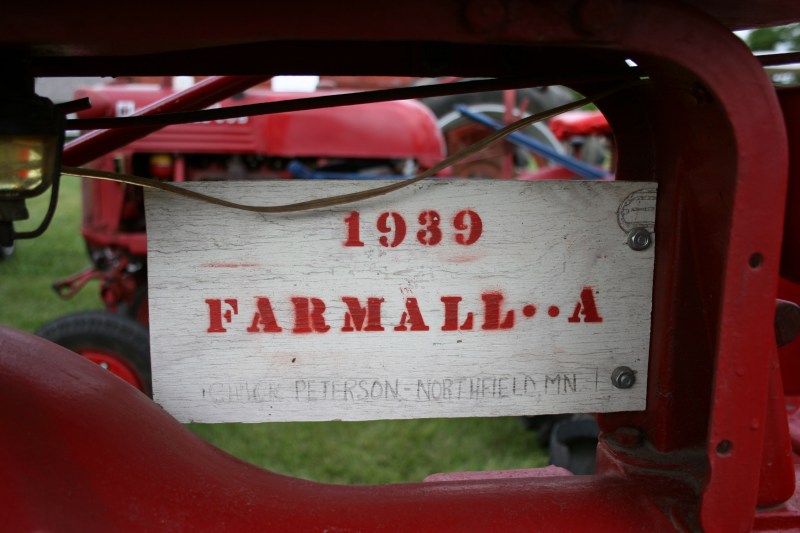 1939
FARMALL··A
CHUCK PETERSON - NORTHFIELD, MN